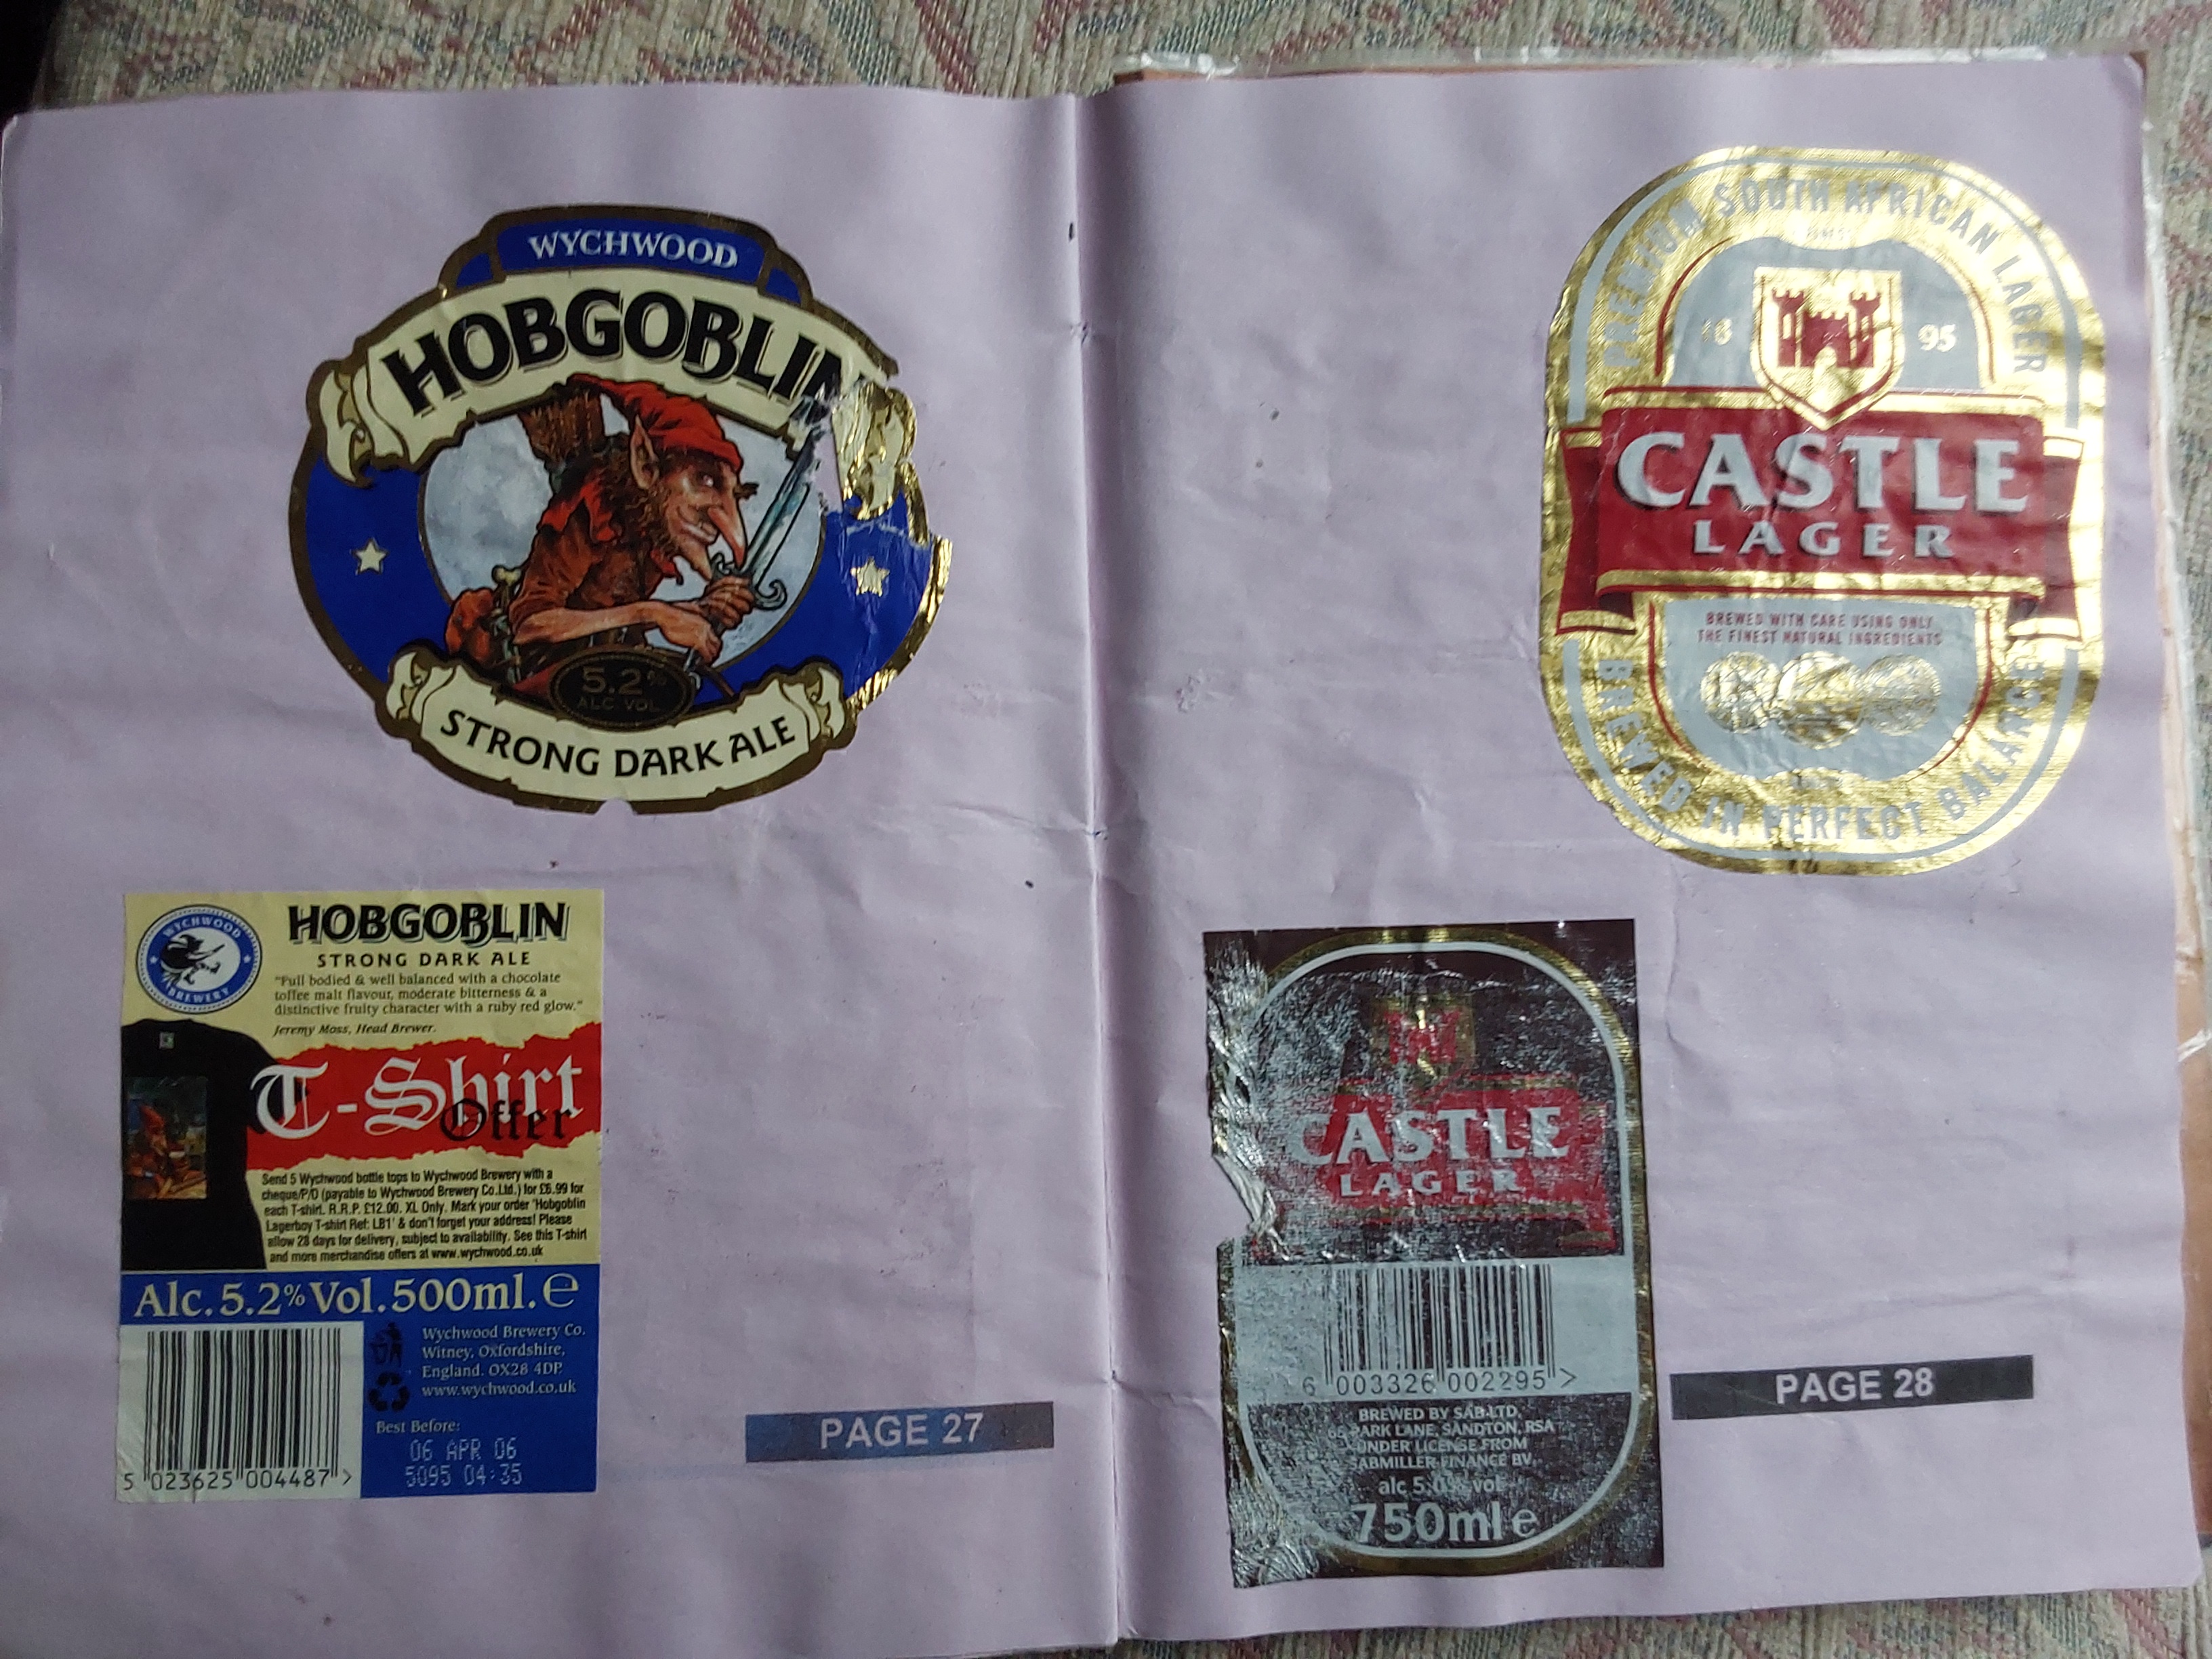 WYCHWOOD
HOBGOBLIN
5.2%
ALC. VOL.
STRONG DARK ALE
WYCHWOOD
BREWERY
HOBGOBLIN
STRONG DARK ALE
"Full bodied & well balanced with a chocolate
toffee malt flavour, moderate bitterness & a
distinctive fruity character with a ruby red glow."
Jeremy Moss, Head Brewer.
T-Shirt
Offer
Send 5 Wychwood bottle tops to Wychwood Brewery with a
cheque/P/O (payable to Wychwood Brewery Co.Ltd.) for £6.99 for
each T-shirt. R.R.P. £12.00. XL Only. Mark your order 'Hobgoblin
Lagerboy T-shirt Ref: LB1' & don't forget your address! Please
allow 28 days for delivery, subject to availability. See this T-shirt
and more merchandise offers at www.wychwood.co.uk
Alc. 5.2% Vol. 500ml. e
Wychwood Brewery Co.
Witney, Oxfordshire,
England. OX28 4DP
www.wychwood.co.uk
Best Before:
06 APR 06
5095 04:35
5 023625 004487 >
PAGE 27
PREMIUM SOUTH AFRICAN LAGER
18 95
CASTLE
LAGER
BREWED WITH CARE USING ONLY
THE FINEST NATURAL INGREDIENTS
BREWED IN PERFECT BALANCE
CASTLE
LAGER
6 003326 002295 >
BREWED BY SAB LTD
65 PARK LANE, SANDTON, RSA
UNDER LICENSE FROM
SABMILLER FINANCE BV.
alc 5.0% vol
750ml e
PAGE 28